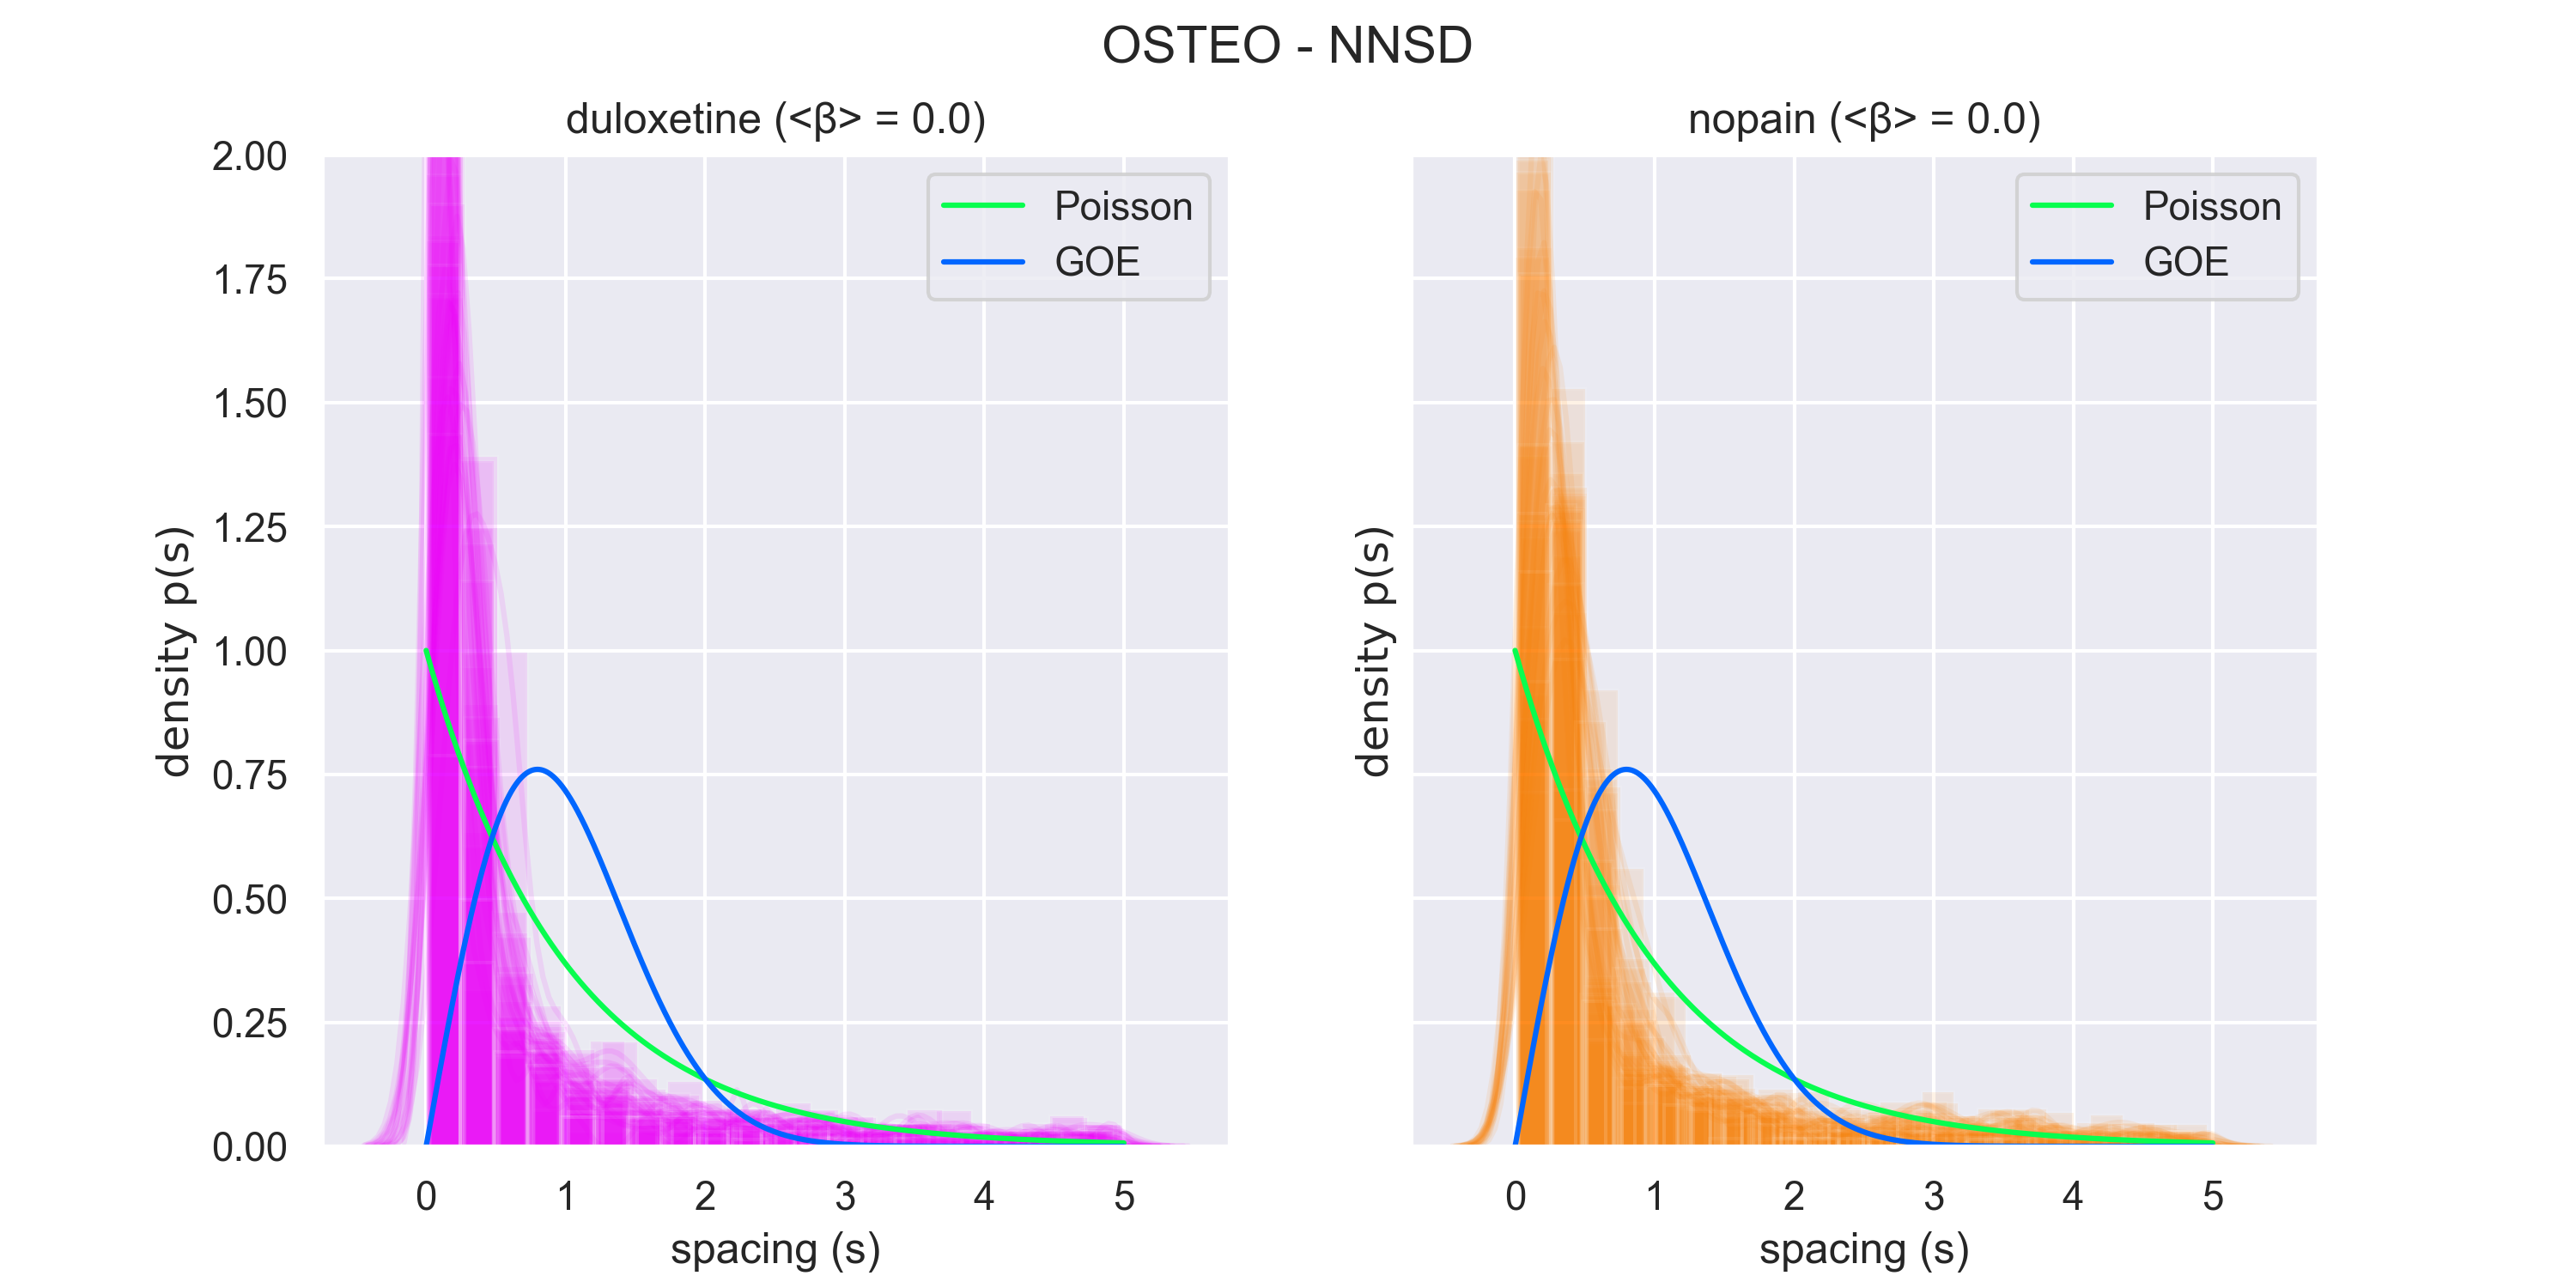 OSTEO - NNSD
duloxetine (<β> = 0.0)
2.00
1.75
1.50
1.25
1.00
0.75
0.50
0.25
0.00
density p(s)
Poisson
GOE
0 1 2 3 4 5
spacing (s)
nopain (<β> = 0.0)
density p(s)
Poisson
GOE
0 1 2 3 4 5
spacing (s)